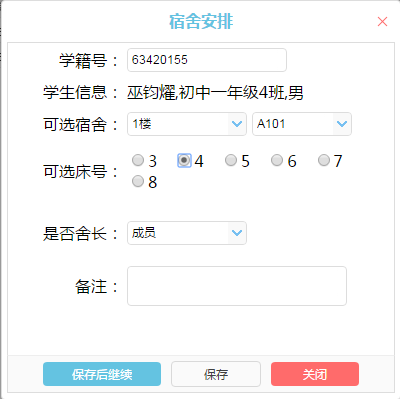 宿舍安排
学籍号： 63420155
学生信息： 巫钧燿,初中一年级4班,男
可选宿舍： 1楼 A101
可选床号： 3 4 5 6 7
8
是否舍长： 成员
备注：
保存后继续 保存 关闭